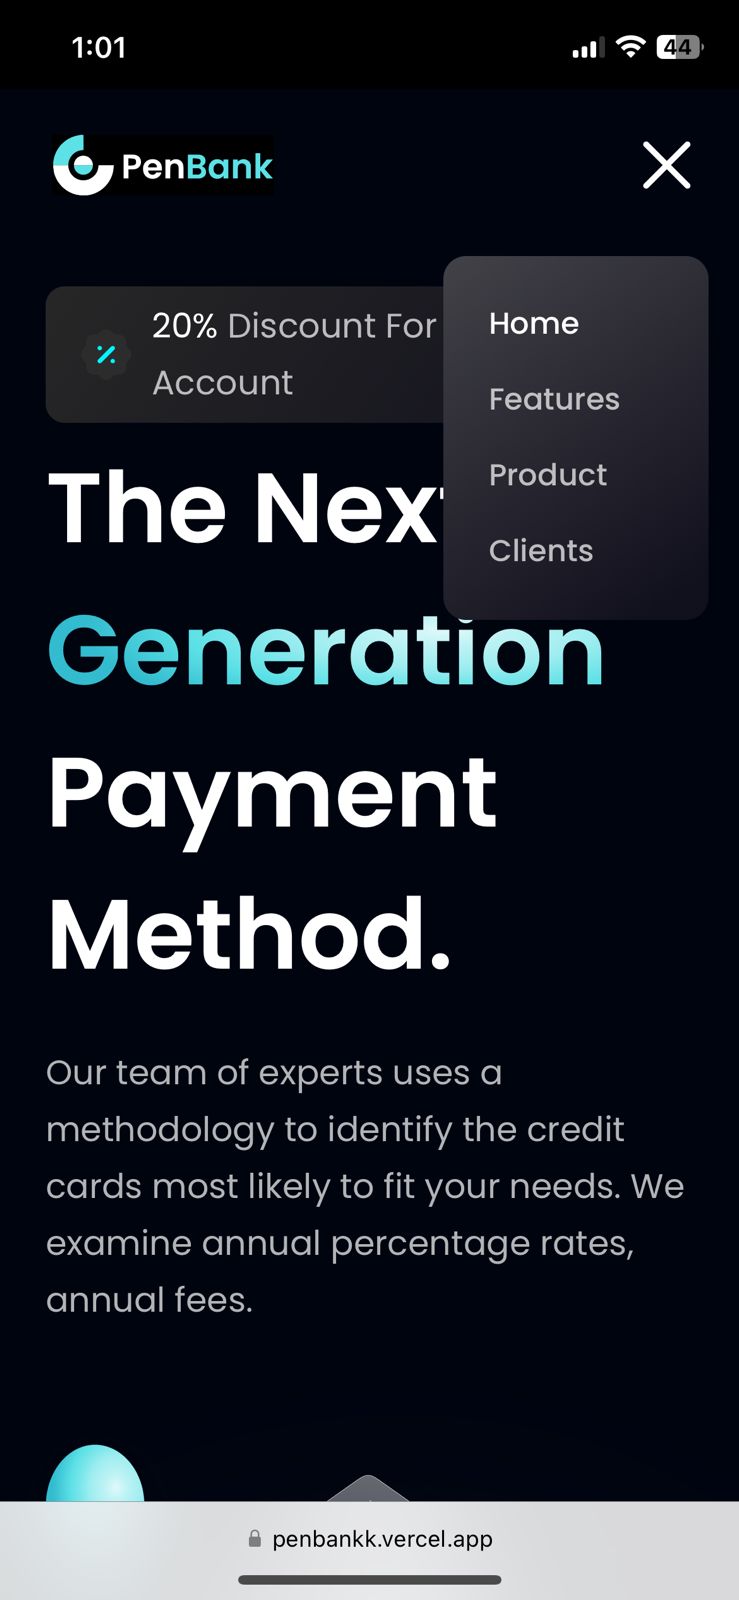 1:01
44
PenBank
20% Discount For
Account
Home
Features
Product
Clients
The Nex
Generation
Payment
Method.
Our team of experts uses a
methodology to identify the credit
cards most likely to fit your needs. We
examine annual percentage rates,
annual fees.
penbankk.vercel.app